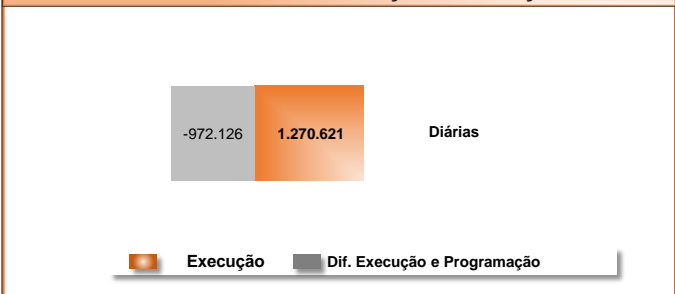 -972.126 1.270.621 Diárias
Execução Dif. Execução e Programação